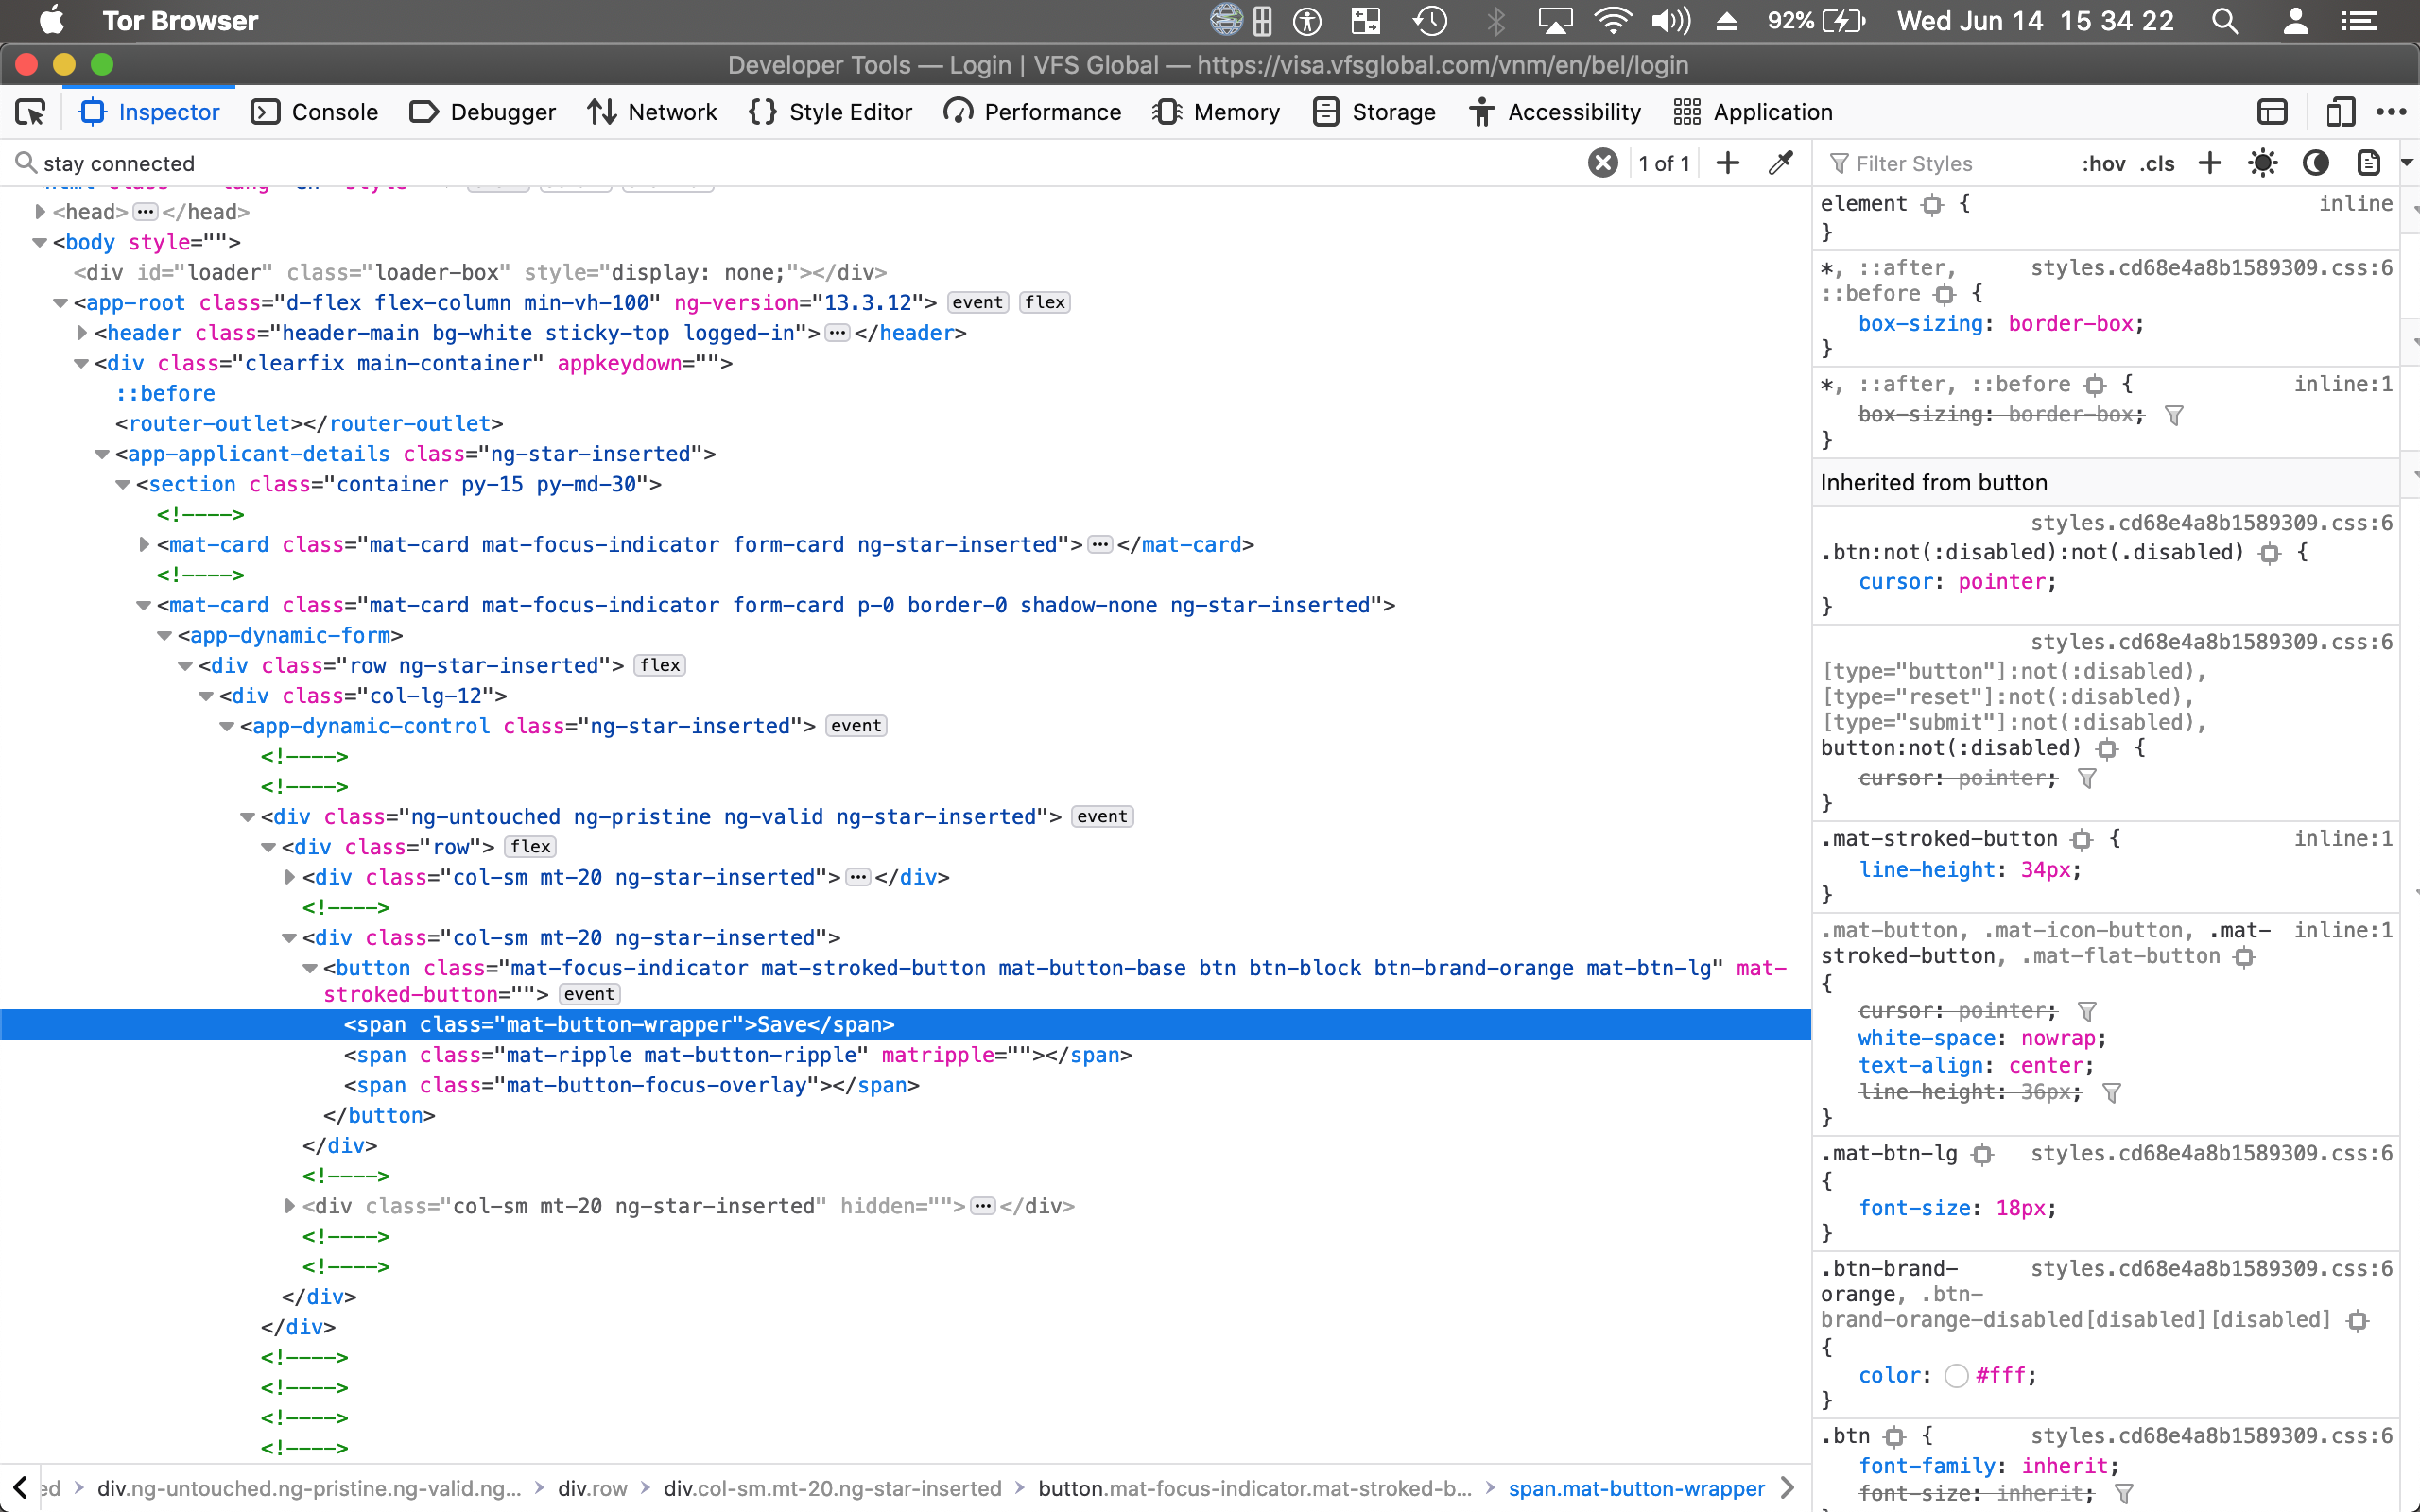 Tor Browser
92%
Wed Jun 14 15 34 22
Developer Tools — Login | VFS Global — https://visa.vfsglobal.com/vnm/en/bel/login
Inspector Console Debugger Network Style Editor Performance Memory Storage Accessibility Application
stay connected
1 of 1
<head> ••• </head>
<body style="">
<div id="loader" class="loader-box" style="display: none;"></div>
<app-root class="d-flex flex-column min-vh-100" ng-version="13.3.12"> event flex
<header class="header-main bg-white sticky-top logged-in"> ••• </header>
<div class="clearfix main-container" appkeydown="">
::before
<router-outlet></router-outlet>
<app-applicant-details class="ng-star-inserted">
<section class="container py-15 py-md-30">
<!---->
<mat-card class="mat-card mat-focus-indicator form-card ng-star-inserted"> ••• </mat-card>
<!---->
<mat-card class="mat-card mat-focus-indicator form-card p-0 border-0 shadow-none ng-star-inserted">
<app-dynamic-form>
<div class="row ng-star-inserted"> flex
<div class="col-lg-12">
<app-dynamic-control class="ng-star-inserted"> event
<!---->
<!---->
<div class="ng-untouched ng-pristine ng-valid ng-star-inserted"> event
<div class="row"> flex
<div class="col-sm mt-20 ng-star-inserted"> ••• </div>
<!---->
<div class="col-sm mt-20 ng-star-inserted">
<button class="mat-focus-indicator mat-stroked-button mat-button-base btn btn-block btn-brand-orange mat-btn-lg" mat-
stroked-button=""> event
<span class="mat-button-wrapper">Save</span>
<span class="mat-ripple mat-button-ripple" matripple=""></span>
<span class="mat-button-focus-overlay"></span>
</button>
</div>
<!---->
<div class="col-sm mt-20 ng-star-inserted" hidden=""> ••• </div>
<!---->
<!---->
</div>
</div>
<!---->
<!---->
<!---->
<!---->
ed > div.ng-untouched.ng-pristine.ng-valid.ng... > div.row > div.col-sm.mt-20.ng-star-inserted > button.mat-focus-indicator.mat-stroked-b... > span.mat-button-wrapper
Filter Styles
:hov .cls
element { inline
}
*, ::after, styles.cd68e4a8b1589309.css:6
::before {
box-sizing: border-box;
}
*, ::after, ::before { inline:1
box-sizing: border-box;
}
Inherited from button
styles.cd68e4a8b1589309.css:6
.btn:not(:disabled):not(.disabled) {
cursor: pointer;
}
styles.cd68e4a8b1589309.css:6
[type="button"]:not(:disabled),
[type="reset"]:not(:disabled),
[type="submit"]:not(:disabled),
button:not(:disabled) {
cursor: pointer;
}
.mat-stroked-button { inline:1
line-height: 34px;
}
.mat-button, .mat-icon-button, .mat- inline:1
stroked-button, .mat-flat-button
{
cursor: pointer;
white-space: nowrap;
text-align: center;
line-height: 36px;
}
.mat-btn-lg styles.cd68e4a8b1589309.css:6
{
font-size: 18px;
}
.btn-brand- styles.cd68e4a8b1589309.css:6
orange, .btn-
brand-orange-disabled[disabled][disabled]
{
color: #fff;
}
.btn { styles.cd68e4a8b1589309.css:6
font-family: inherit;
font-size: inherit;